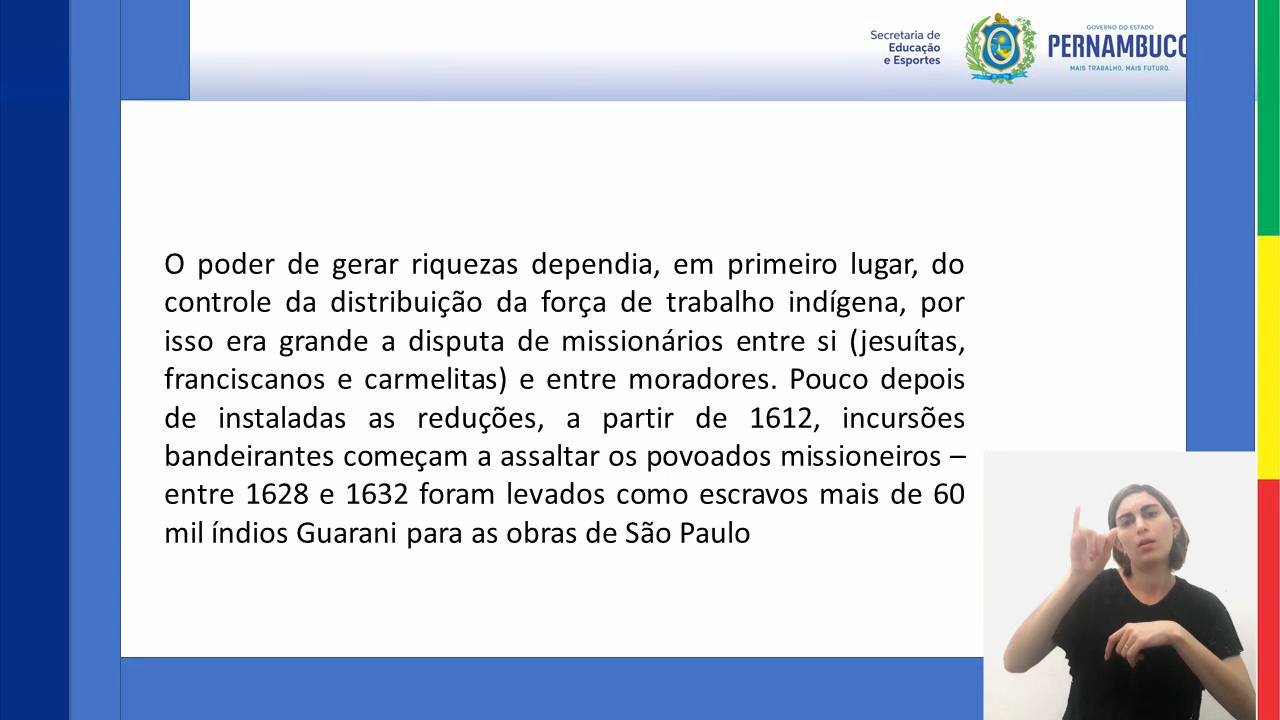 Secretaria de
Educação
e Esportes
GOVERNO DO ESTADO
PERNAMBUCO
MAIS TRABALHO, MAIS FUTURO.
O poder de gerar riquezas dependia, em primeiro lugar, do
controle da distribuição da força de trabalho indígena, por
isso era grande a disputa de missionários entre si (jesuítas,
franciscanos e carmelitas) e entre moradores. Pouco depois
de instaladas as reduções, a partir de 1612, incursões
bandeirantes começam a assaltar os povoados missioneiros –
entre 1628 e 1632 foram levados como escravos mais de 60
mil índios Guarani para as obras de São Paulo